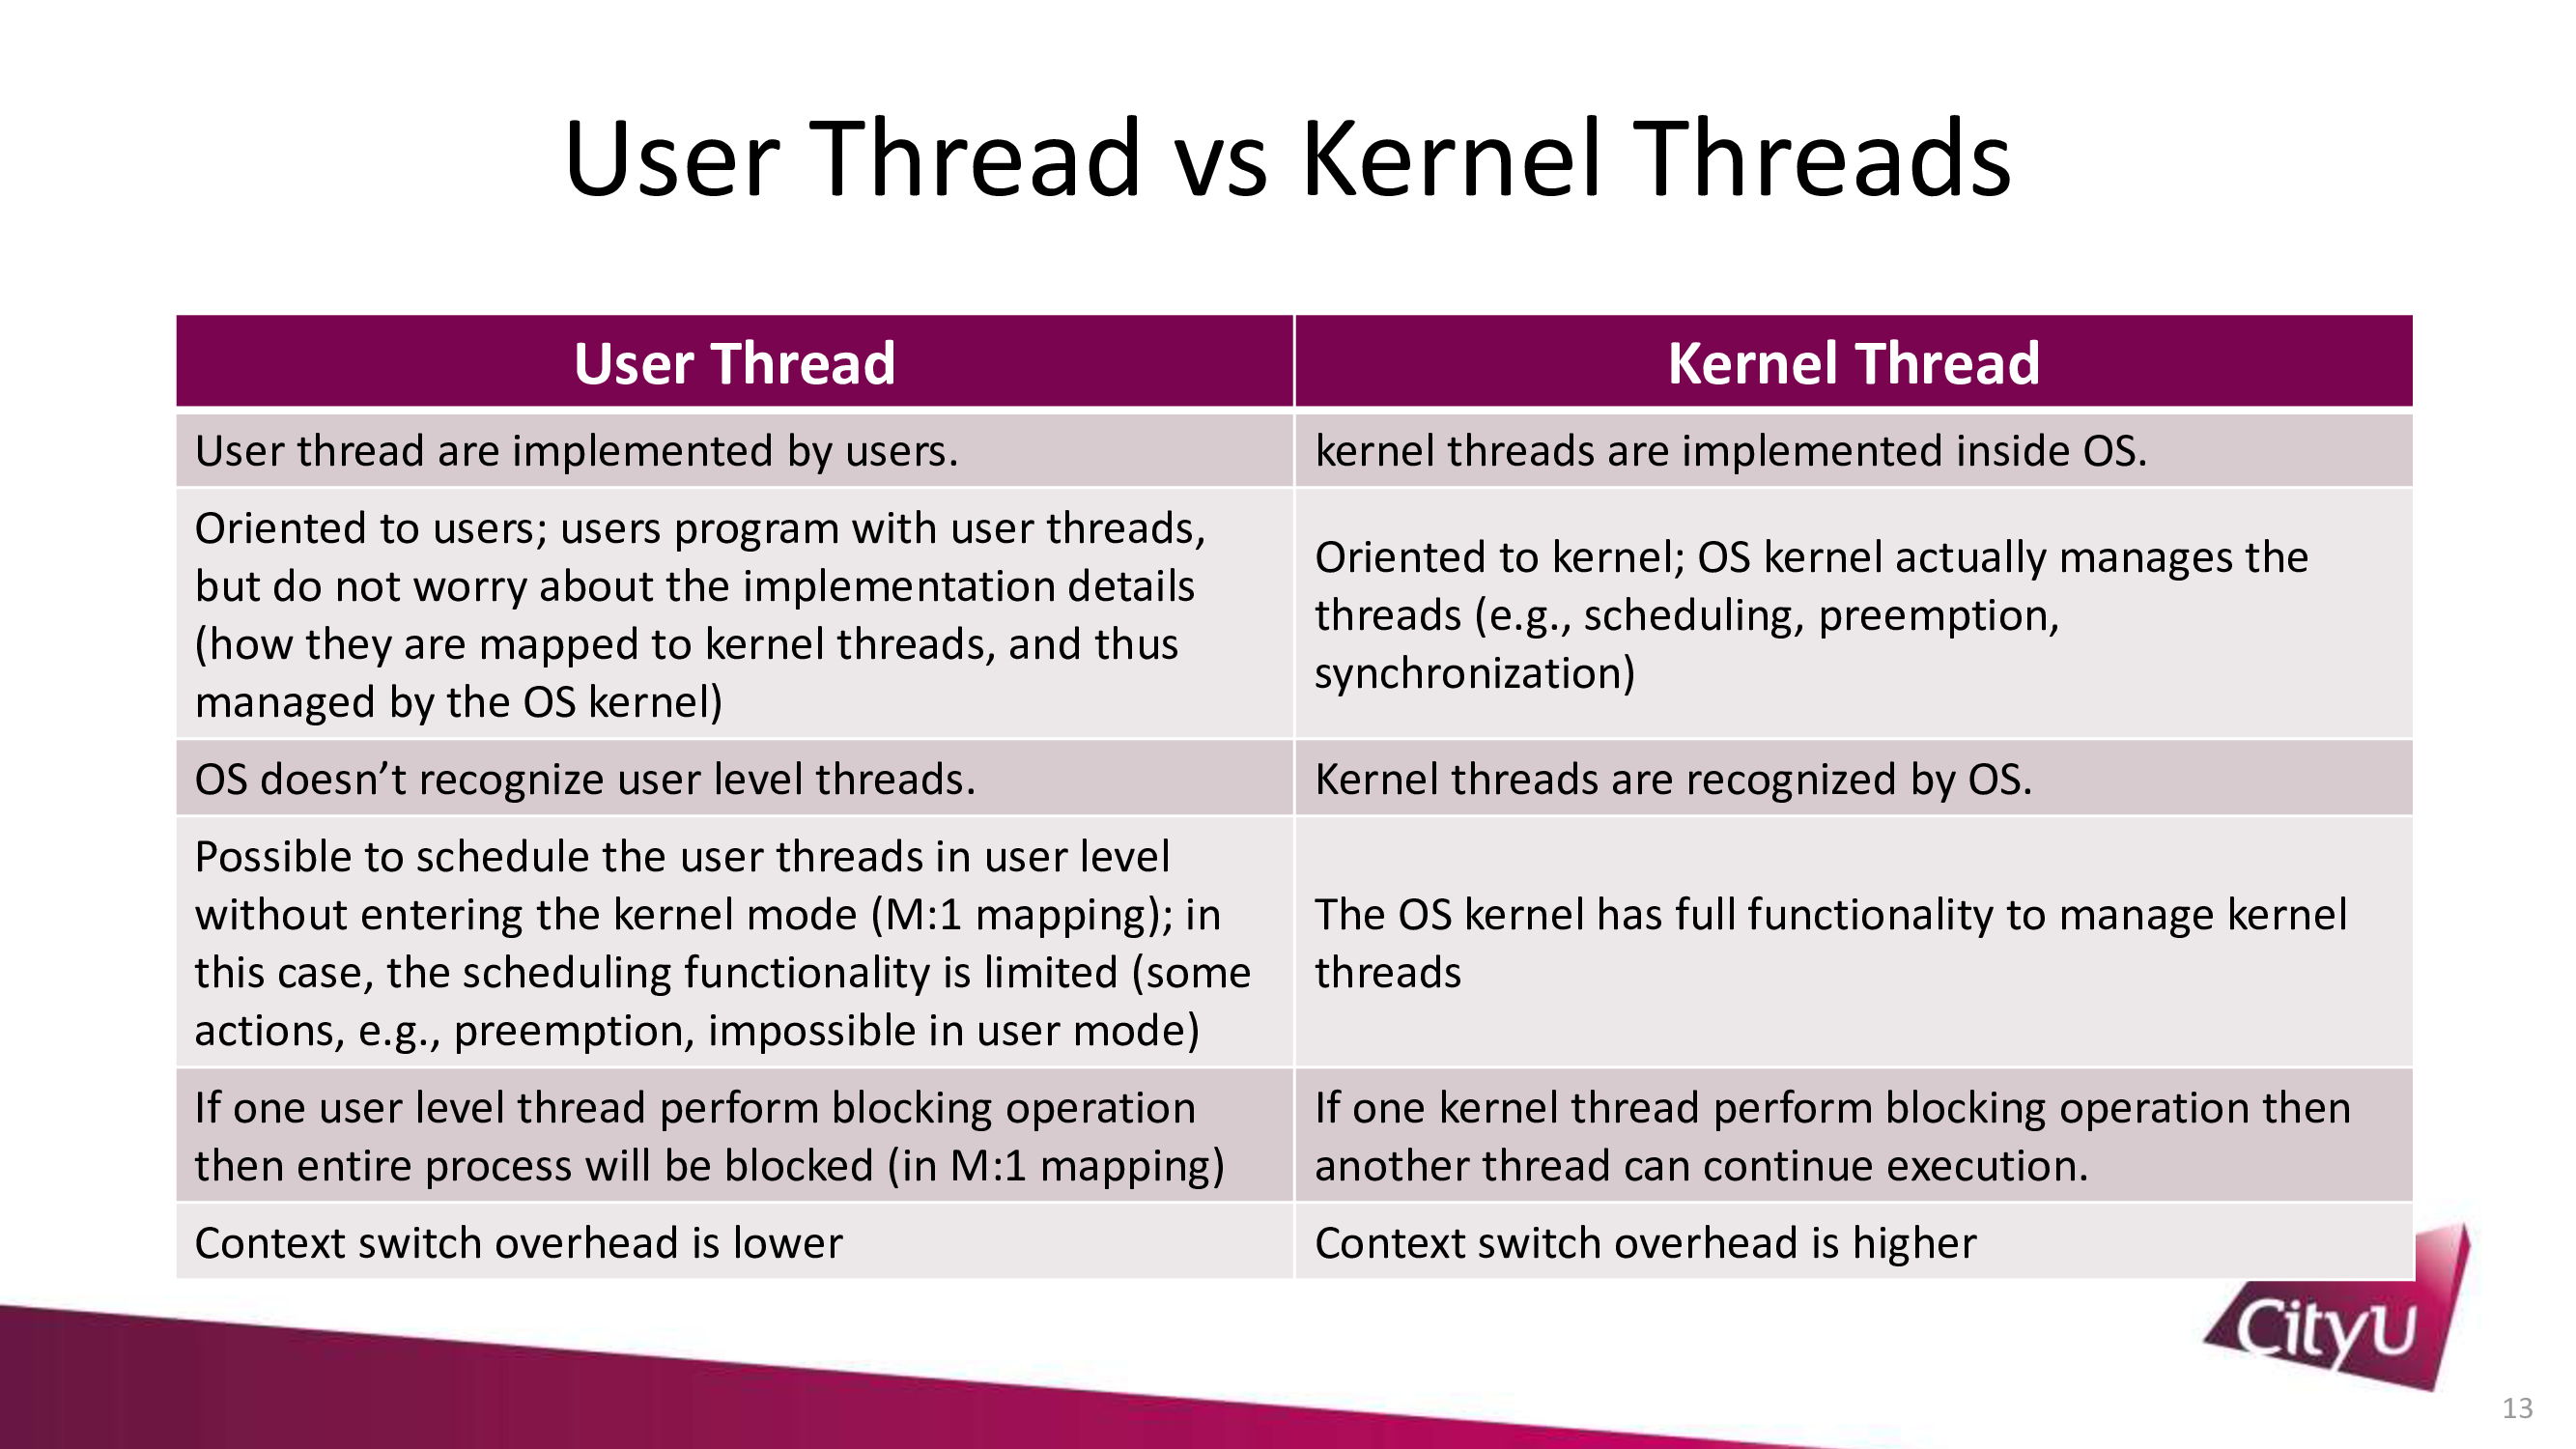 User Thread vs Kernel Threads
User Thread
Kernel Thread
User thread are implemented by users.
kernel threads are implemented inside OS.
Oriented to users; users program with user threads,
but do not worry about the implementation details
(how they are mapped to kernel threads, and thus
managed by the OS kernel)
Oriented to kernel; OS kernel actually manages the
threads (e.g., scheduling, preemption,
synchronization)
OS doesn’t recognize user level threads.
Kernel threads are recognized by OS.
Possible to schedule the user threads in user level
without entering the kernel mode (M:1 mapping); in
this case, the scheduling functionality is limited (some
actions, e.g., preemption, impossible in user mode)
The OS kernel has full functionality to manage kernel
threads
If one user level thread perform blocking operation
then entire process will be blocked (in M:1 mapping)
If one kernel thread perform blocking operation then
another thread can continue execution.
Context switch overhead is lower
Context switch overhead is higher
CityU
13